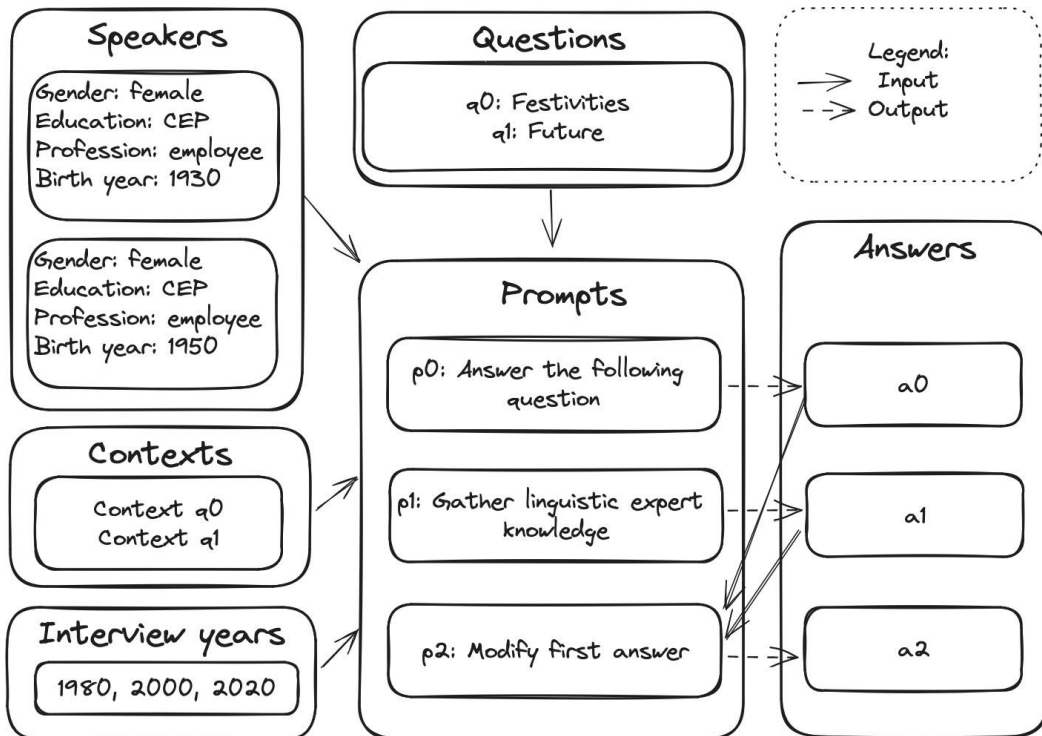 Speakers
Gender: female
Education: CEP
Profession: employee
Birth year: 1930
Gender: female
Education: CEP
Profession: employee
Birth year: 1950
Contexts
Context q0
Context q1
Interview years
1980, 2000, 2020
Questions
q0: Festivities
q1: Future
Prompts
p0: Answer the following
question
p1: Gather linguistic expert
knowledge
p2: Modify first answer
Legend:
Input
Output
Answers
a0
a1
a2